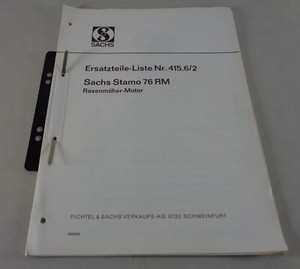 SACHS
Ersatzteile-Liste Nr. 415.6/2
Sachs Stamo 76 RM
Rasenmäher-Motor
FICHTEL & SACHS VERKAUFS-KG 8720 SCHWEINFURT